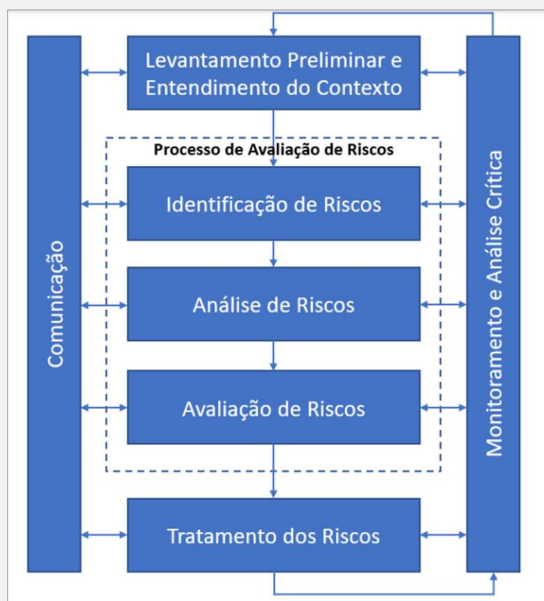 Levantamento Preliminar e
Entendimento do Contexto
Processo de Avaliação de Riscos
Identificação de Riscos
Análise de Riscos
Avaliação de Riscos
Tratamento dos Riscos
Comunicação
Monitoramento e Análise Crítica